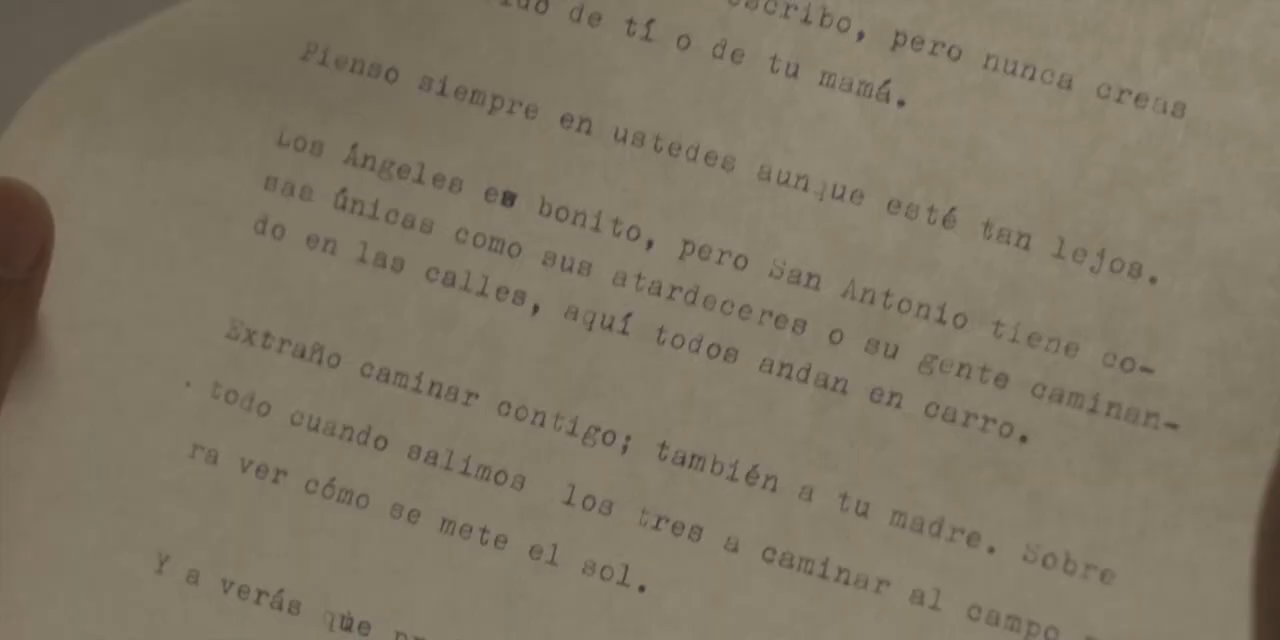 escribo, pero nunca creas
de tí o de tu mamá.
Pienso siempre en ustedes aunque esté tan lejos.
Los Ángeles es bonito, pero San Antonio tiene co-
sas únicas como sus atardeceres o su gente caminan-
do en las calles, aquí todos andan en carro.
Extraño caminar contigo; también a tu madre. Sobre
todo cuando salimos los tres a caminar al campo
ra ver cómo se mete el sol.
Y a verás que